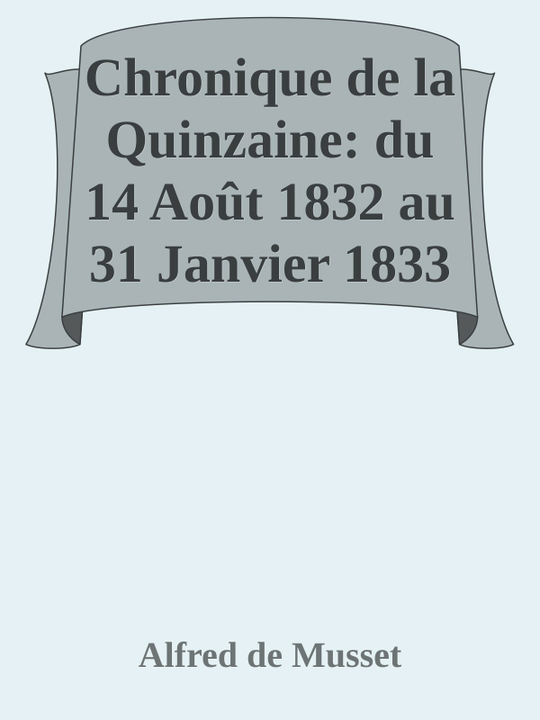 Chronique de la
Quinzaine: du
14 Août 1832 au
31 Janvier 1833
Alfred de Musset